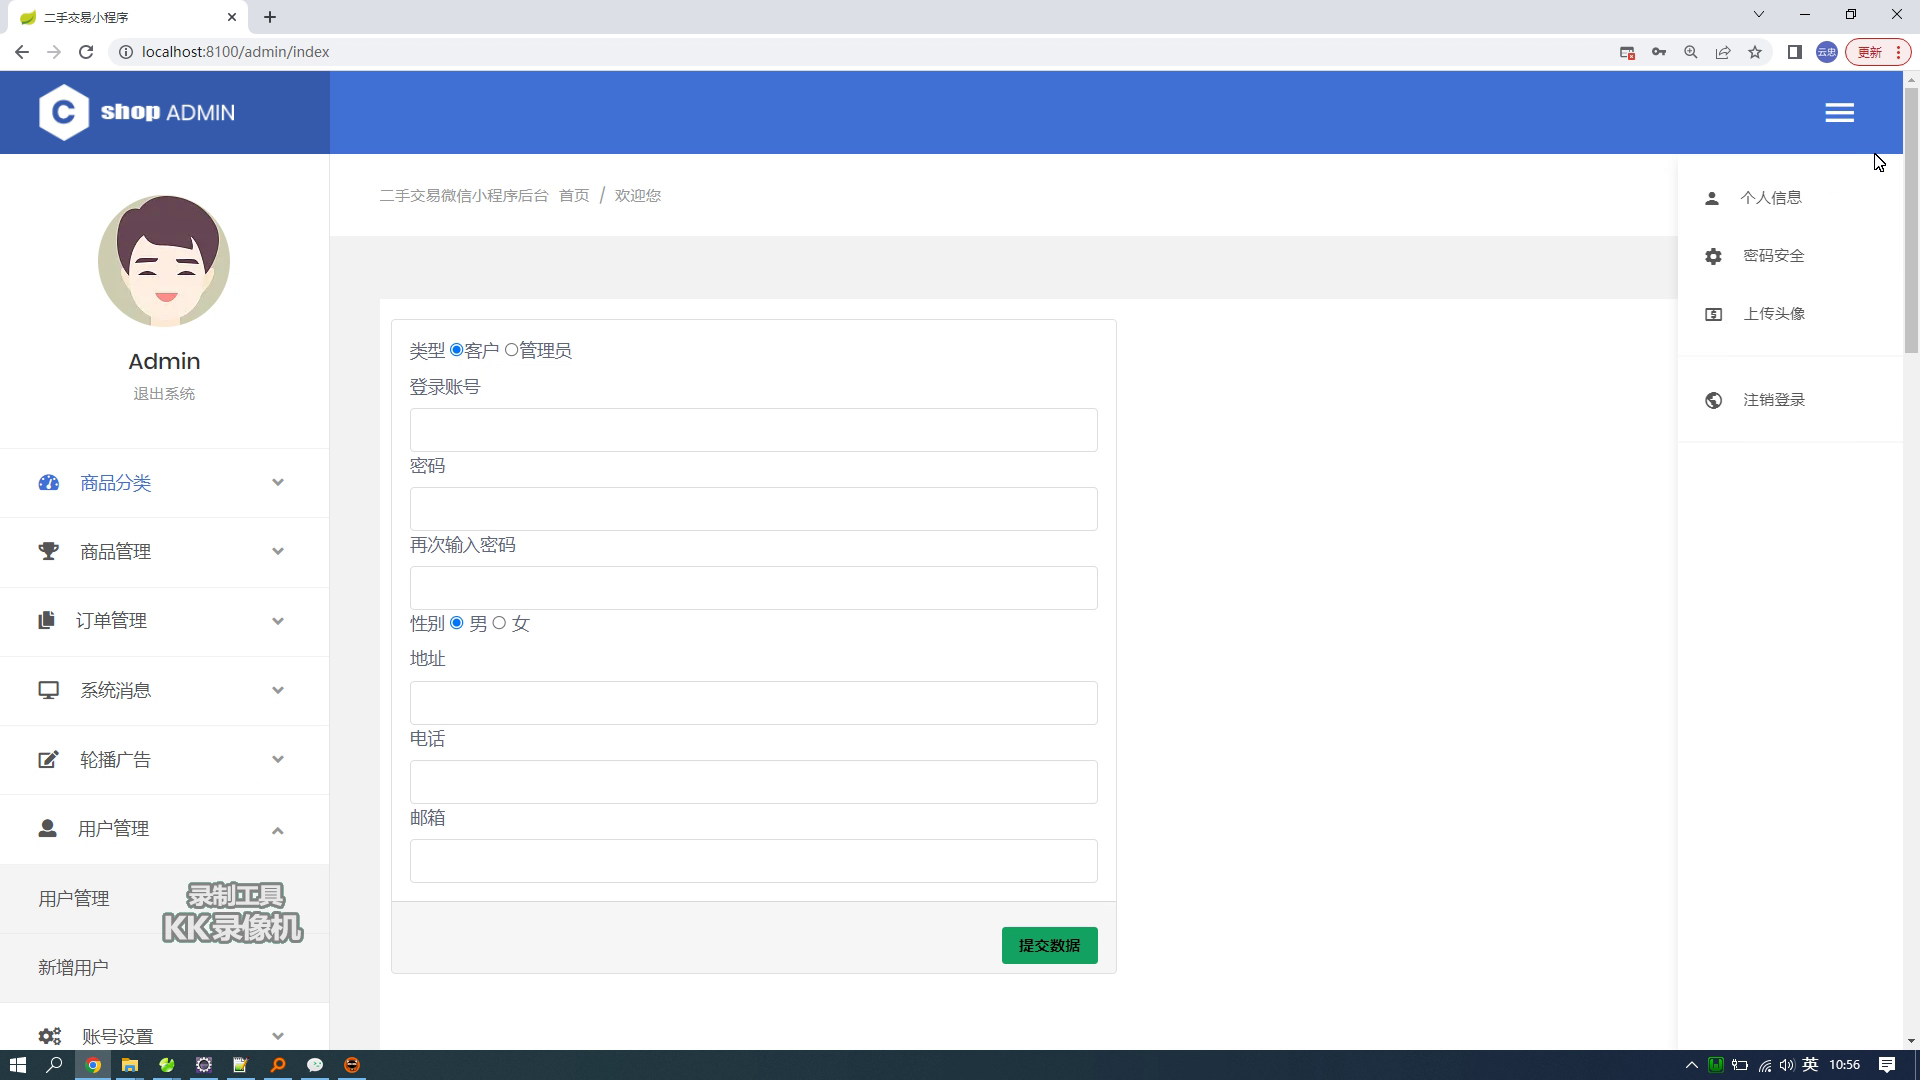 二手交易小程序
localhost:8100/admin/index
云忠
更新
C shop ADMIN
二手交易微信小程序后台 首页 / 欢迎您
个人信息
密码安全
上传头像
注销登录
Admin
退出系统
商品分类
商品管理
订单管理
系统消息
轮播广告
用户管理
用户管理
新增用户
账号设置
录制工具
KK录像机
类型 客户 管理员
登录账号
密码
再次输入密码
性别 男 女
地址
电话
邮箱
提交数据
英 10:56